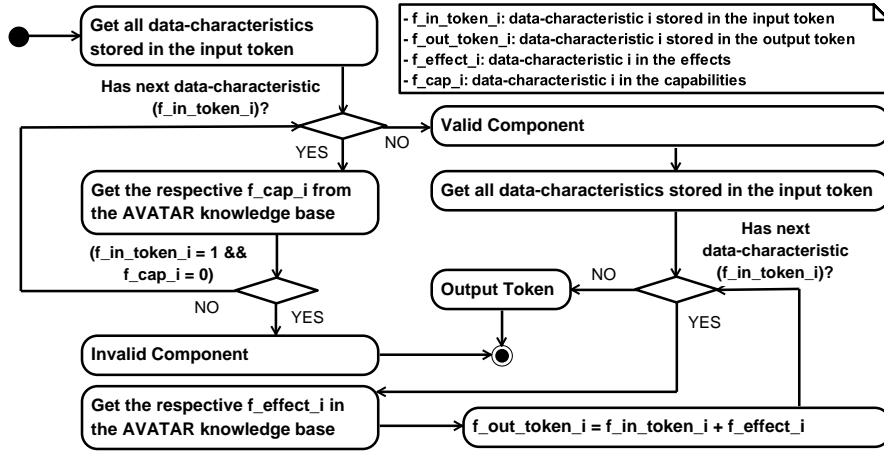 Get all data-characteristics
stored in the input token
- f_in_token_i: data-characteristic i stored in the input token
- f_out_token_i: data-characteristic i stored in the output token
- f_effect_i: data-characteristic i in the effects
- f_cap_i: data-characteristic i in the capabilities
Has next data-characteristic
(f_in_token_i)?
NO
YES
Valid Component
Get the respective f_cap_i from
the AVATAR knowledge base
Get all data-characteristics stored in the input token
(f_in_token_i = 1 &&
f_cap_i = 0)
NO
YES
Has next
data-characteristic
(f_in_token_i)?
NO
YES
Output Token
Invalid Component
Get the respective f_effect_i in
the AVATAR knowledge base
f_out_token_i = f_in_token_i + f_effect_i